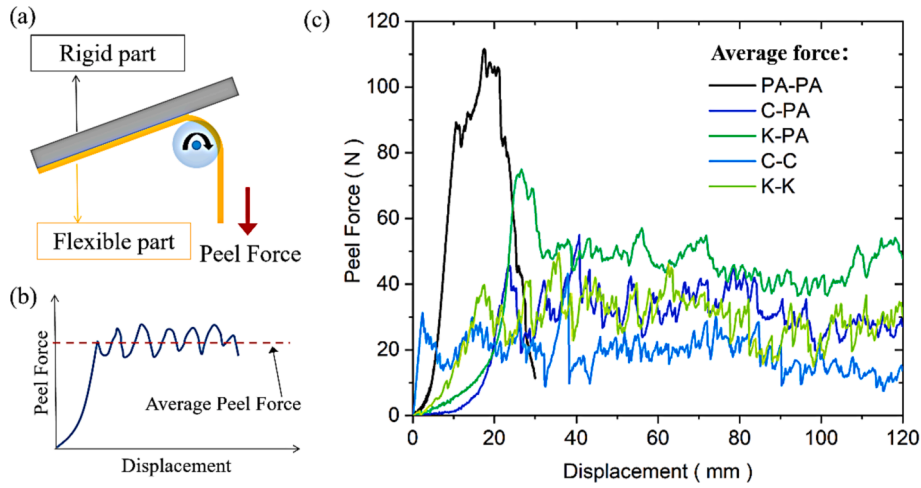 (a)
Rigid part
Flexible part
Peel Force
(b)
Peel Force
Average Peel Force
Displacement
(c)
Peel Force ( N )
120
100
80
60
40
20
0
0 20 40 60 80 100 120
Displacement ( mm )
Average force:
PA-PA
C-PA
K-PA
C-C
K-K